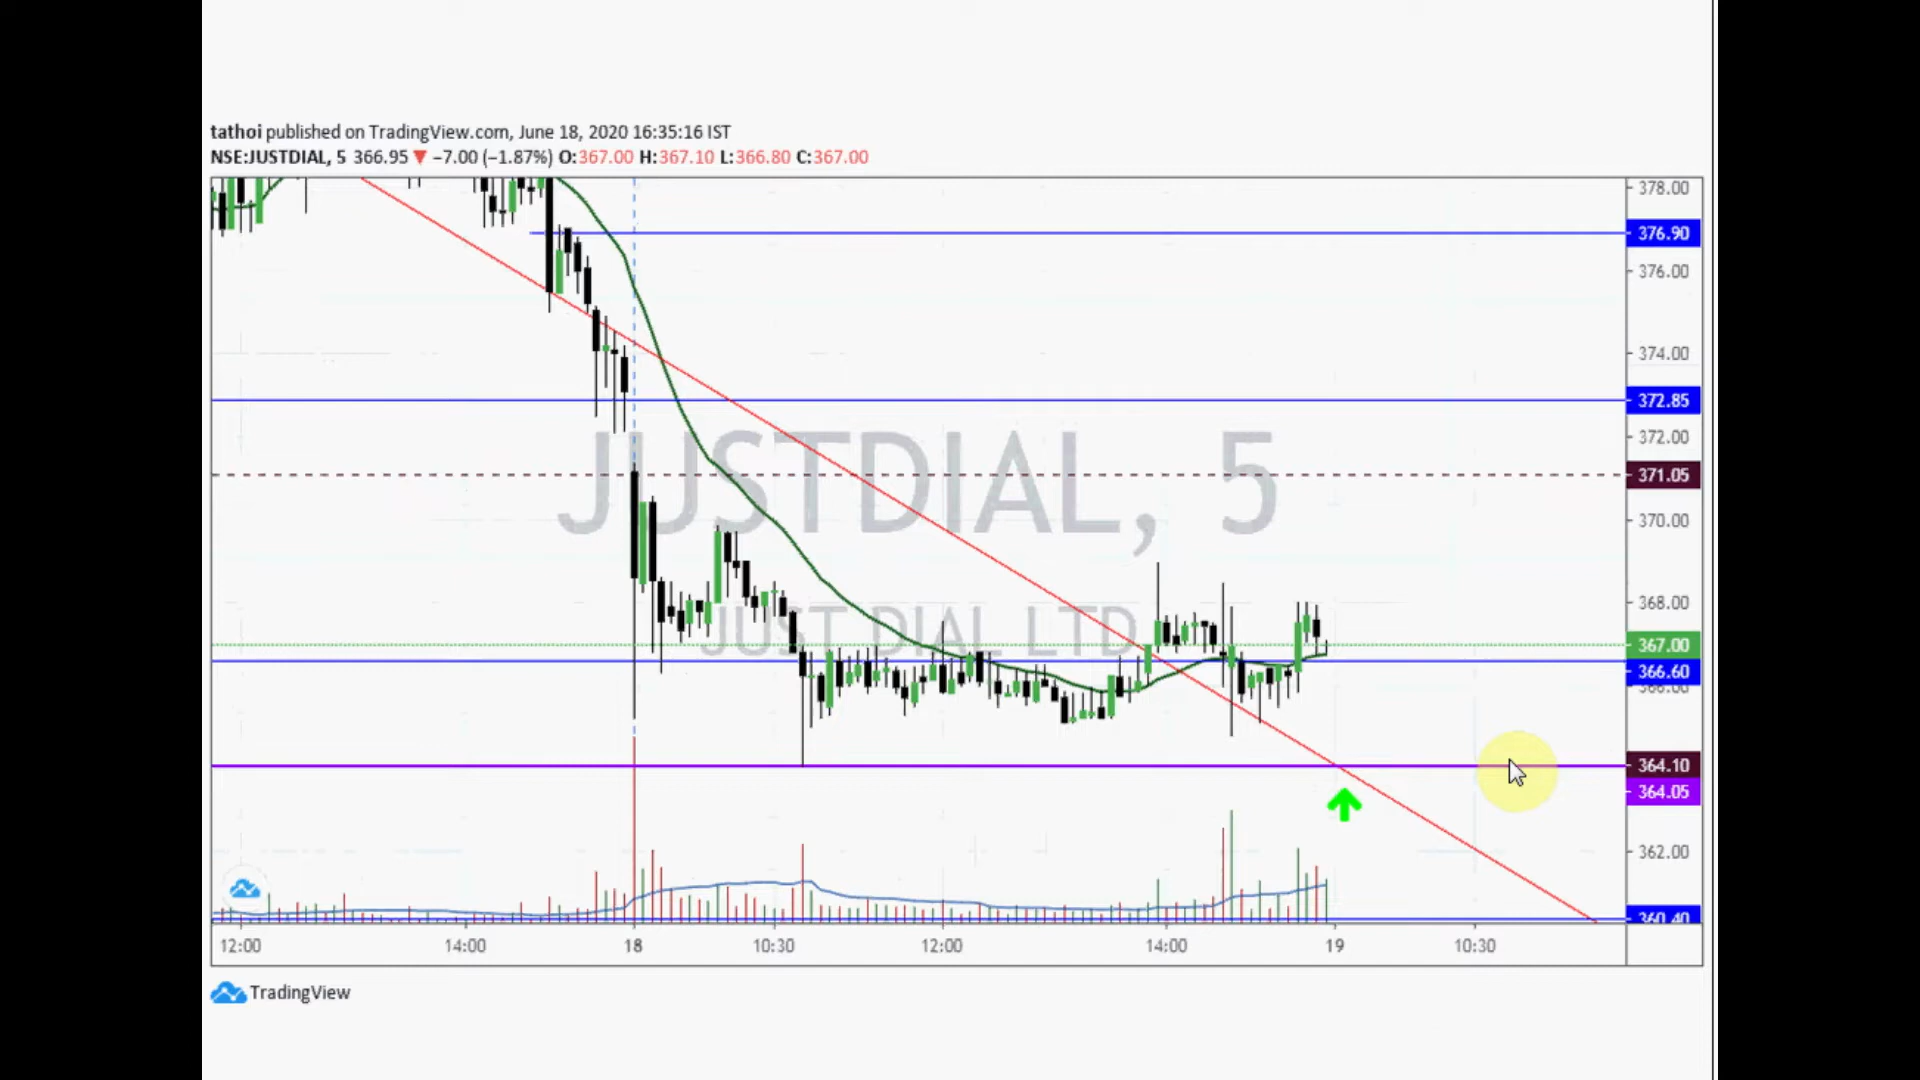 tathoi published on TradingView.com, June 18, 2020 16:35:16 IST
NSE:JUSTDIAL, 5 366.95 ▼ −7.00 (−1.87%) O:367.00 H:367.10 L:366.80 C:367.00
378.00
376.90
376.00
374.00
372.85
372.00
371.05
370.00
368.00
367.00
366.60
366.00
364.10
364.05
362.00
360.40
JUSTDIAL, 5
JUST DIAL LTD
12:00 14:00 18 10:30 12:00 14:00 19 10:30
TradingView